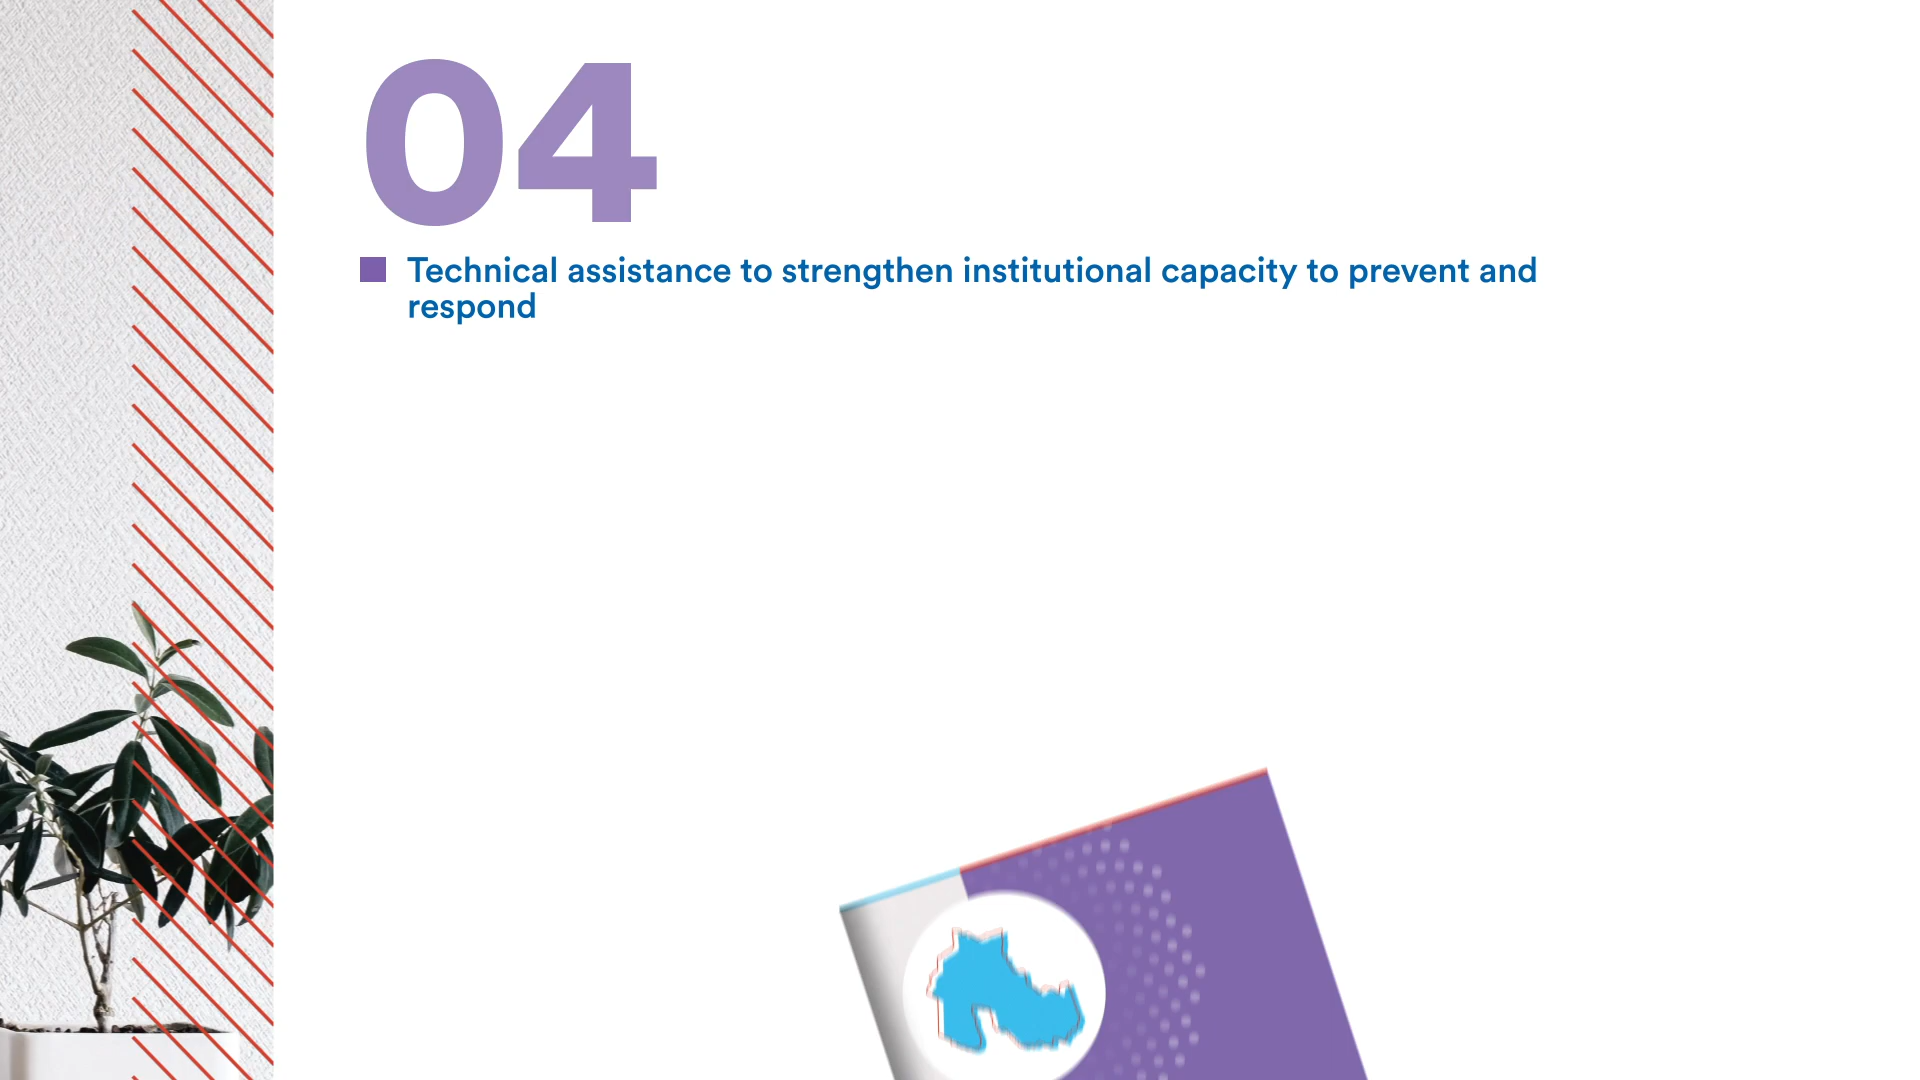 04
Technical assistance to strengthen institutional capacity to prevent and
respond